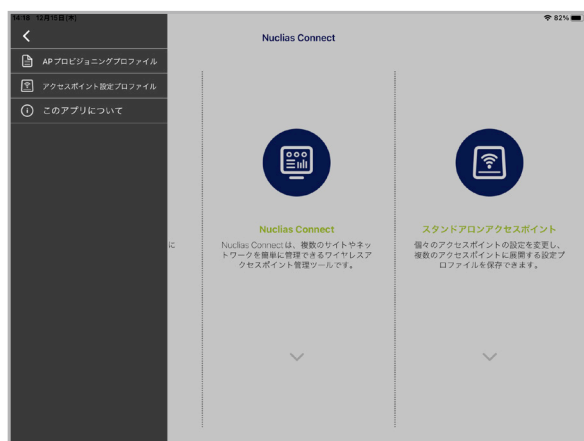 14:18 12月15日(木)
82%
Nuclias Connect
APプロビジョニングプロファイル
アクセスポイント設定プロファイル
このアプリについて
に
Nuclias Connect
Nuclias Connect は、複数のサイトやネッ
トワークを簡単に管理できるワイヤレスア
クセスポイント管理ツールです。
スタンドアロンアクセスポイント
個々のアクセスポイントの設定を変更し、
複数のアクセスポイントに展開する設定プ
ロファイルを保存できます。